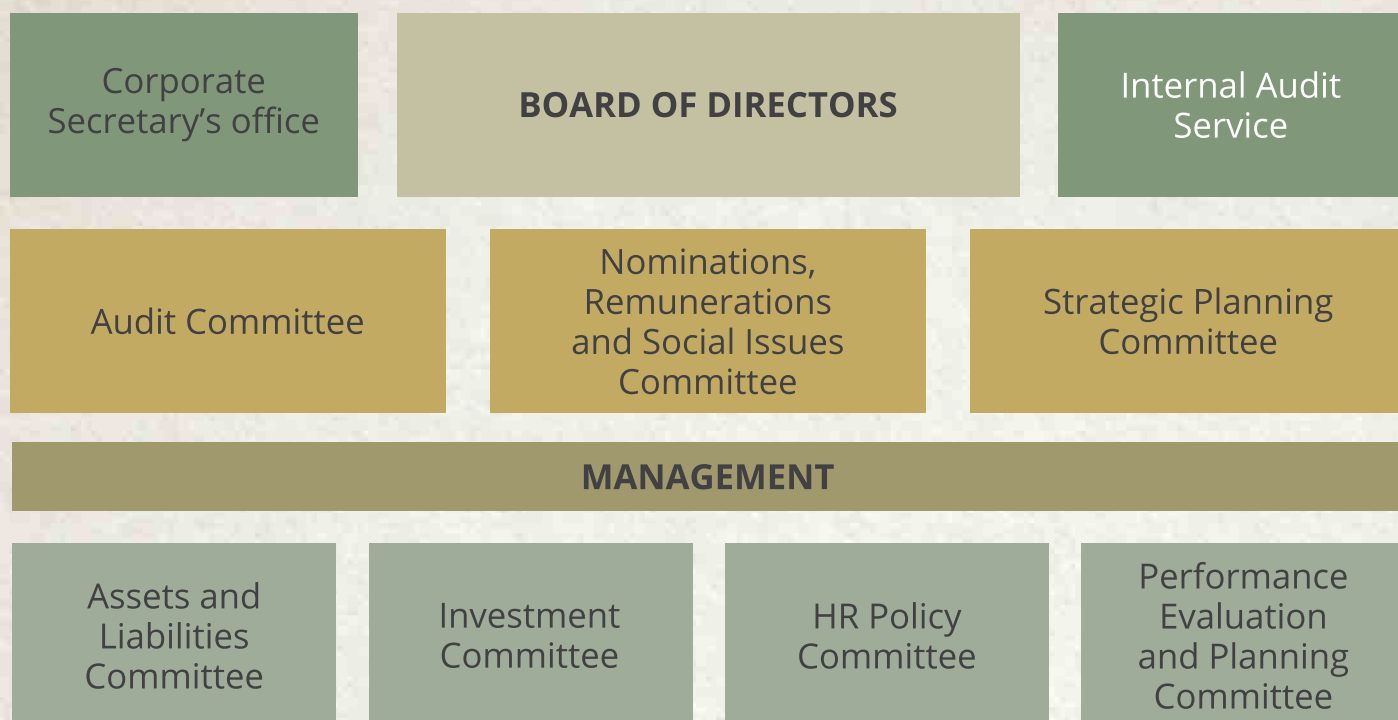 Corporate
Secretary’s office
BOARD OF DIRECTORS
Internal Audit
Service
Audit Committee
Nominations,
Remunerations
and Social Issues
Committee
Strategic Planning
Committee
MANAGEMENT
Assets and
Liabilities
Committee
Investment
Committee
HR Policy
Committee
Performance
Evaluation
and Planning
Committee